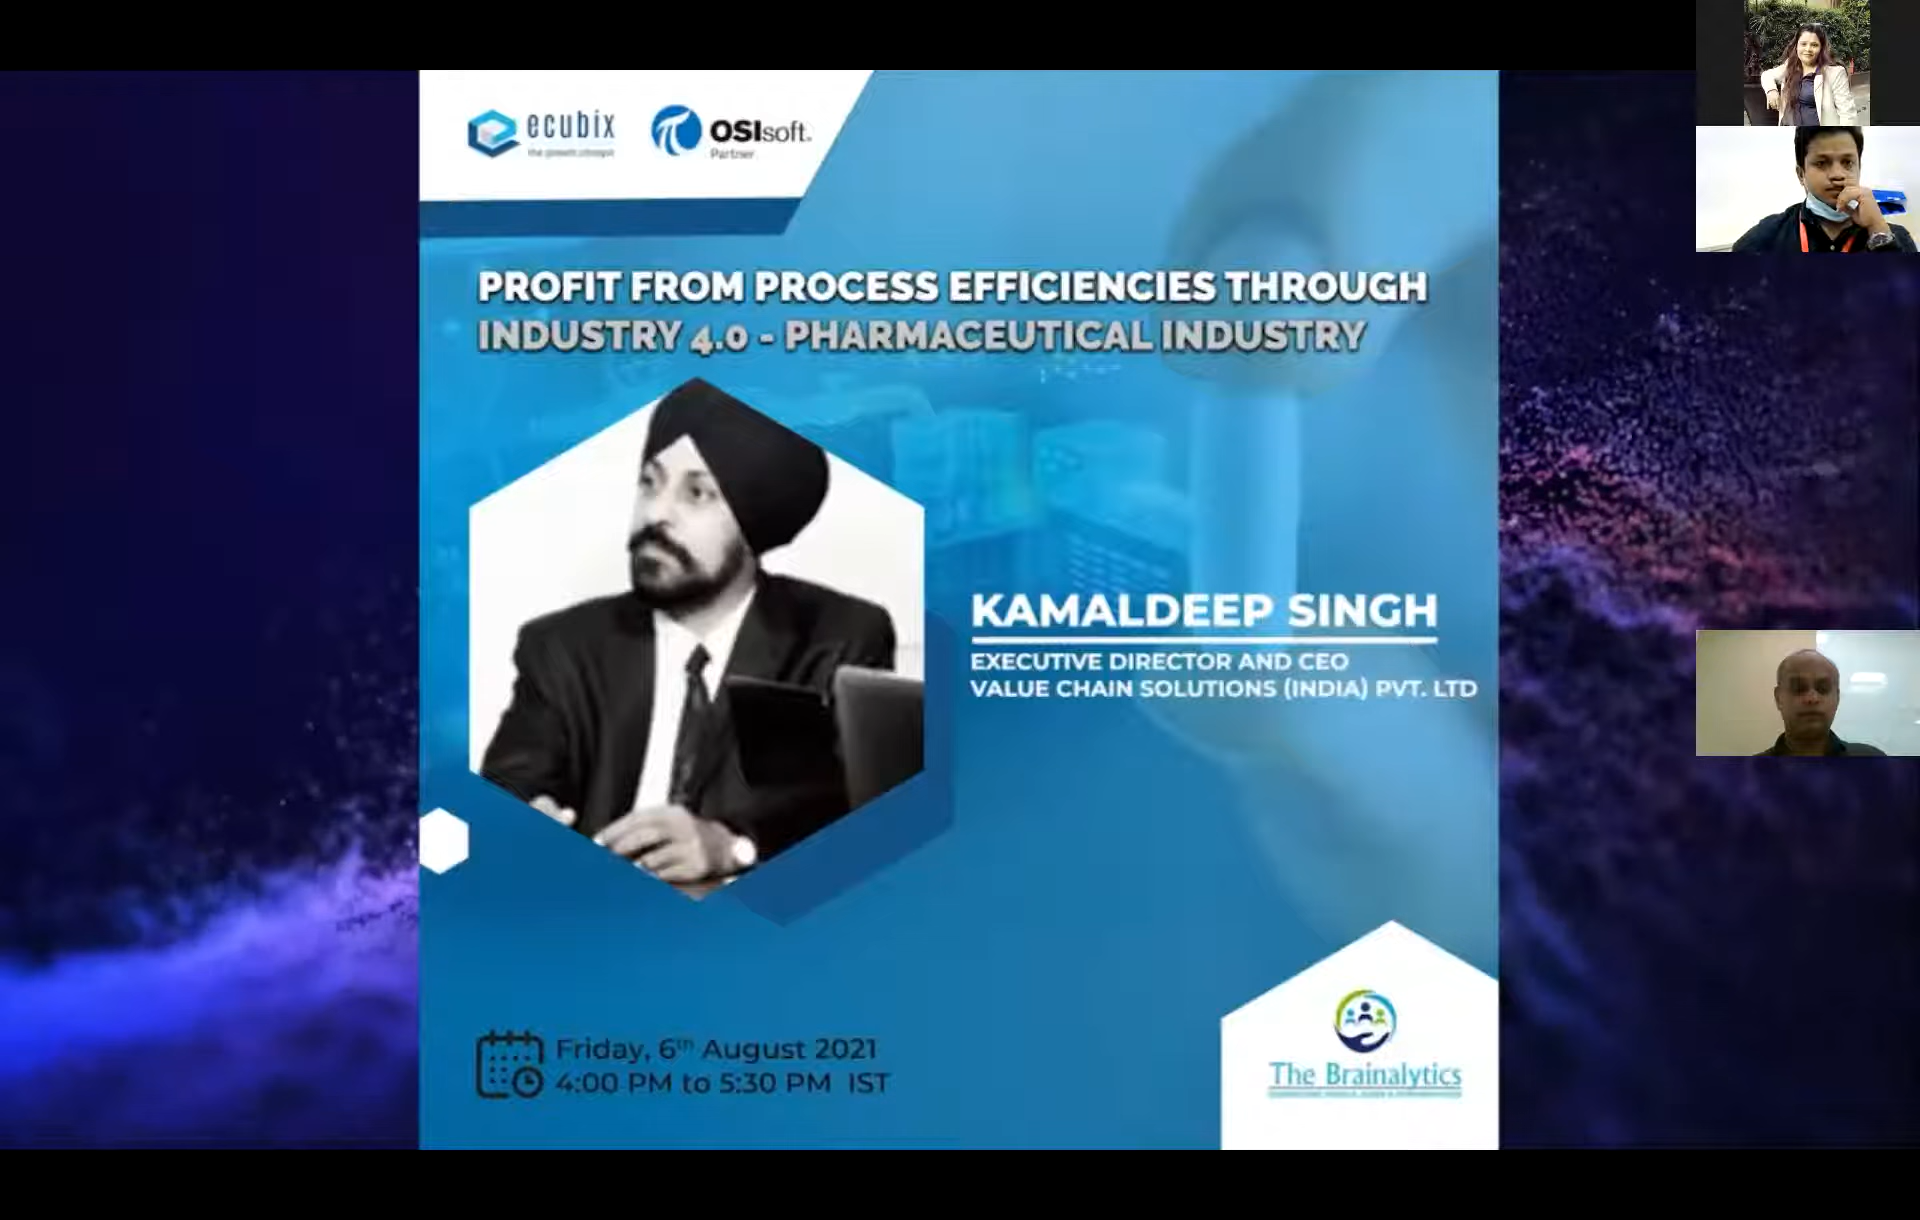 ecubix
OSIsoft.
Partner
PROFIT FROM PROCESS EFFICIENCIES THROUGH
INDUSTRY 4.0 - PHARMACEUTICAL INDUSTRY
KAMALDEEP SINGH
EXECUTIVE DIRECTOR AND CEO
VALUE CHAIN SOLUTIONS (INDIA) PVT. LTD
Friday, 6th August 2021
4:00 PM to 5:30 PM IST
The Brainalytics